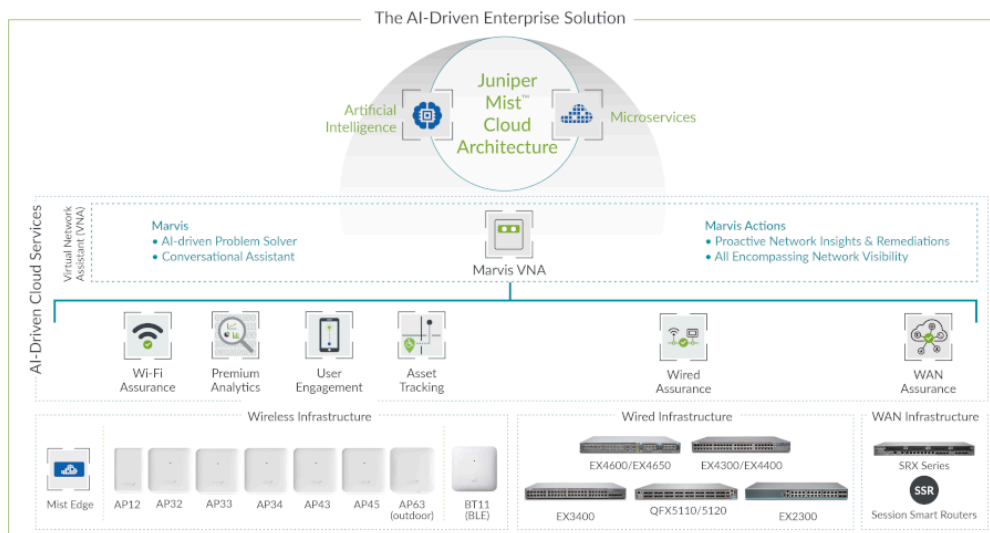 The AI-Driven Enterprise Solution
Juniper
Mist™
Cloud
Architecture
Artificial
Intelligence
Microservices
AI-Driven Cloud Services
Virtual Network
Assistant (VNA)
Marvis
• AI-driven Problem Solver
• Conversational Assistant
Marvis VNA
Marvis Actions
• Proactive Network Insights & Remediations
• All Encompassing Network Visibility
Wi-Fi
Assurance
Premium
Analytics
User
Engagement
Asset
Tracking
Wired
Assurance
WAN
Assurance
Wireless Infrastructure
Mist Edge
AP12
AP32
AP33
AP34
AP43
AP45
AP63
(outdoor)
BT11
(BLE)
Wired Infrastructure
EX4600/EX4650
EX4300/EX4400
EX3400
QFX5110/5120
EX2300
WAN Infrastructure
SRX Series
SSR
Session Smart Routers